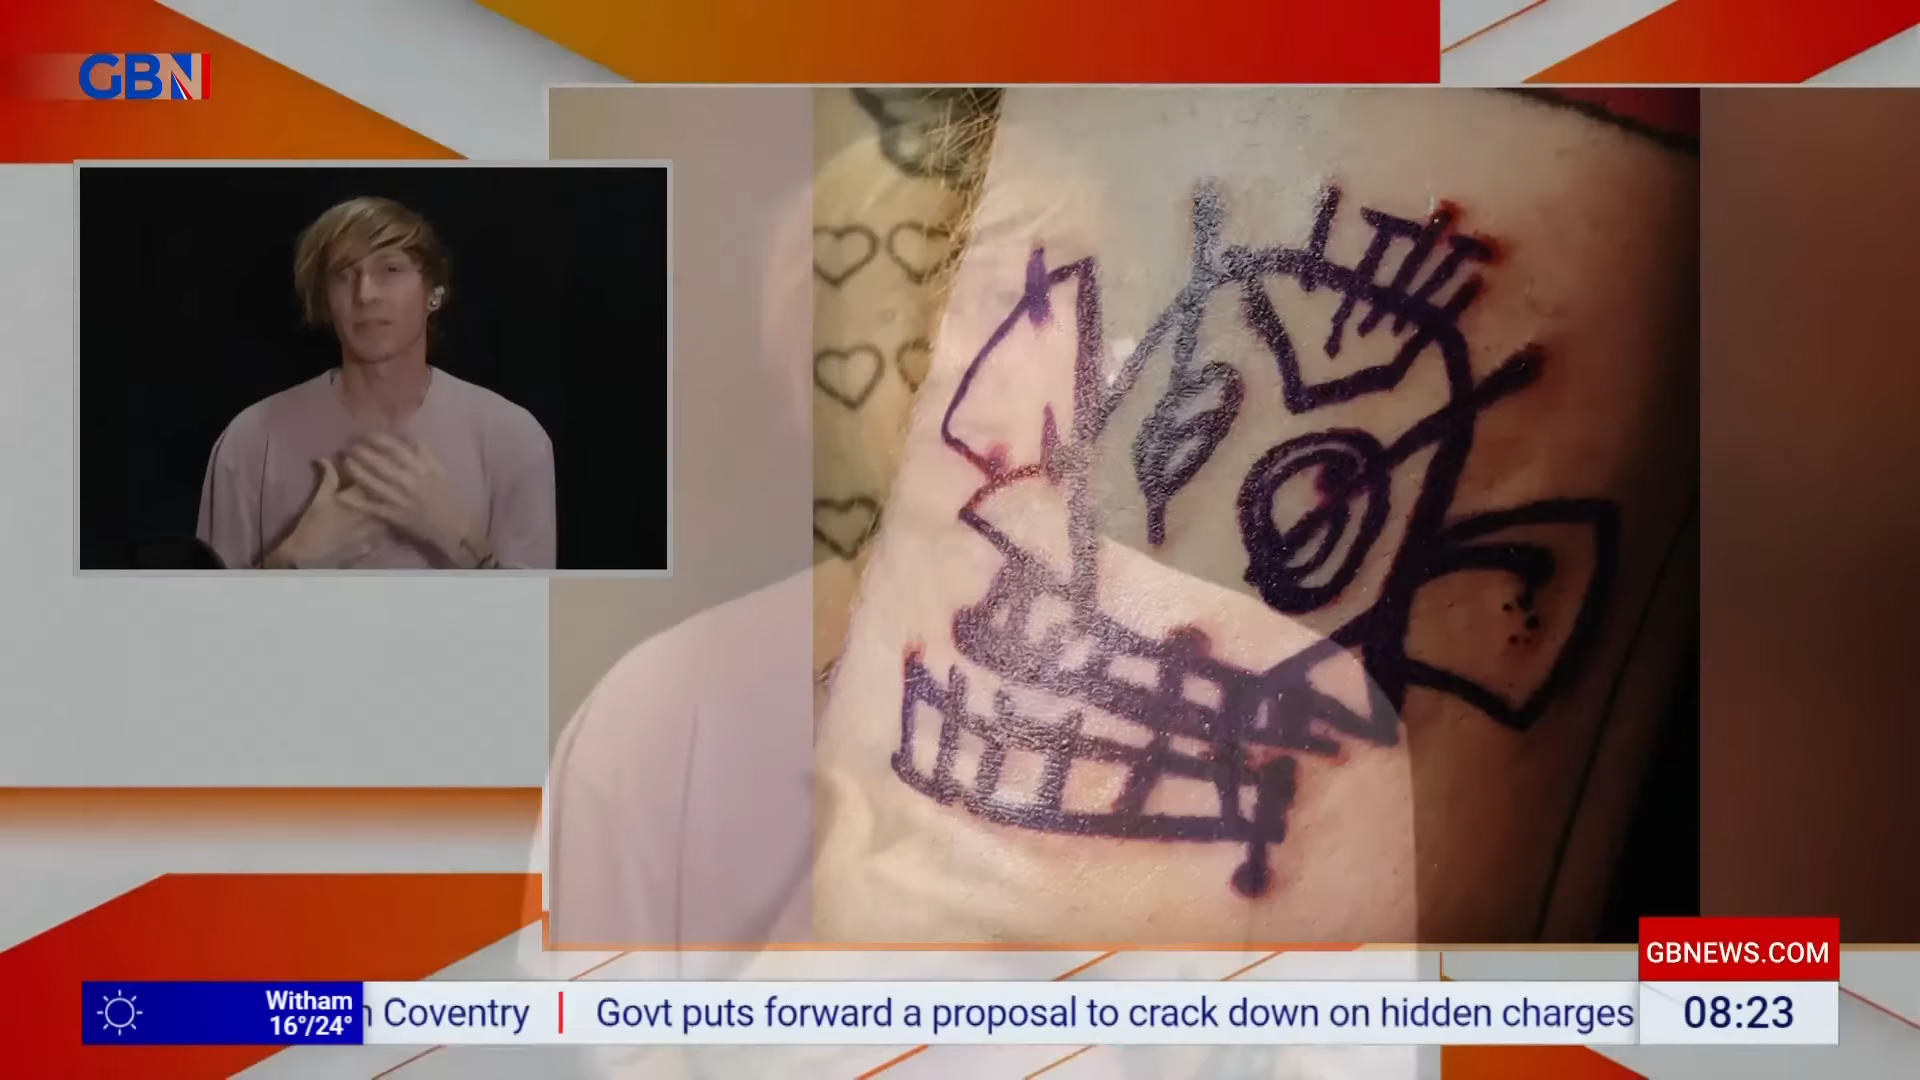 GBN
GBNEWS.COM
Witham
16°/24°
n Coventry | Govt puts forward a proposal to crack down on hidden charges
08:23